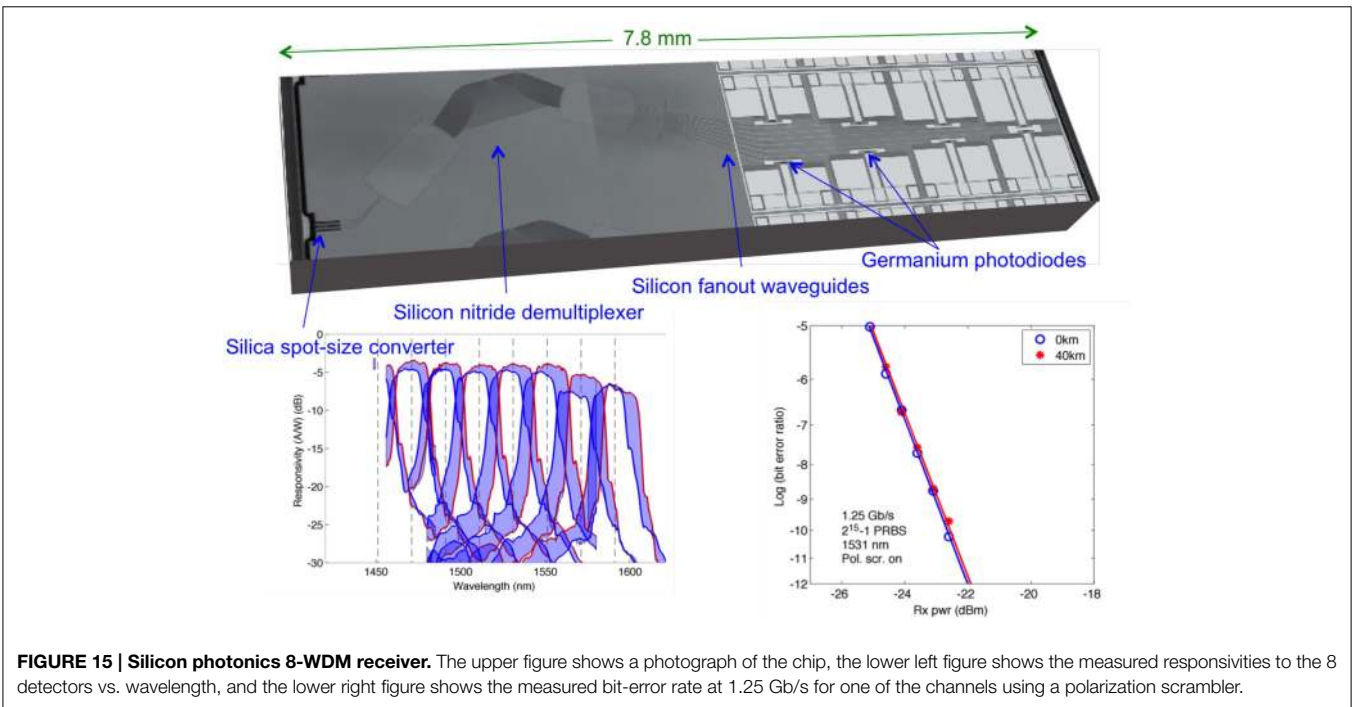 7.8 mm
Germanium photodiodes
Silicon fanout waveguides
Silicon nitride demultiplexer
Silica spot-size converter
0
-5
-10
-15
-20
-25
-30
Responsivity (A/W) (dB)
1450
1500
1550
1600
Wavelength (nm)
-5
-6
-7
-8
-9
-10
-11
-12
Log (bit error ratio)
0km
40km
1.25 Gb/s
2¹⁵-1 PRBS
1531 nm
Pol. scr. on
-26
-24
-22
-20
-18
Rx pwr (dBm)
FIGURE 15 | Silicon photonics 8-WDM receiver. The upper figure shows a photograph of the chip, the lower left figure shows the measured responsivities to the 8
detectors vs. wavelength, and the lower right figure shows the measured bit-error rate at 1.25 Gb/s for one of the channels using a polarization scrambler.